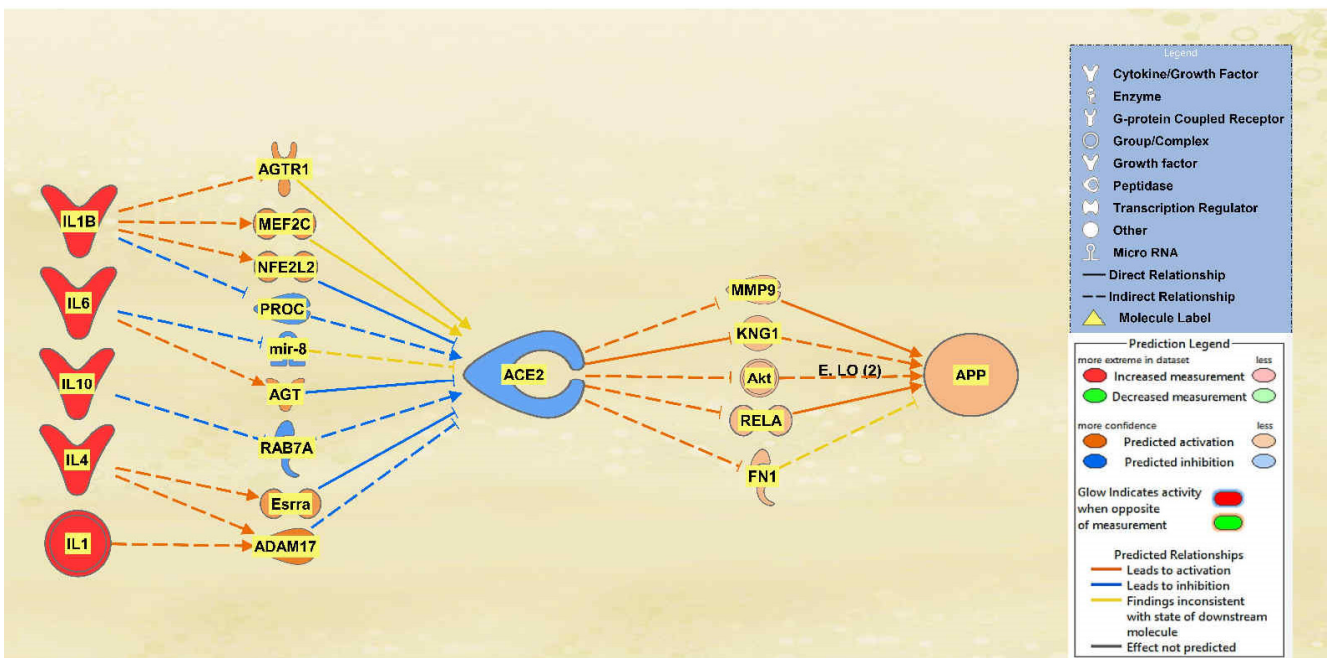 IL1B
IL6
IL10
IL4
IL1
AGTR1
MEF2C
NFE2L2
PROC
mir-8
AGT
RAB7A
Esrra
ADAM17
ACE2
MMP9
KNG1
Akt
E, LO (2)
RELA
FN1
APP
Legend
Cytokine/Growth Factor
Enzyme
G-protein Coupled Receptor
Group/Complex
Growth factor
Peptidase
Transcription Regulator
Other
Micro RNA
Direct Relationship
Indirect Relationship
Molecule Label
Prediction Legend
more extreme in dataset less
Increased measurement
Decreased measurement
more confidence less
Predicted activation
Predicted inhibition
Glow Indicates activity
when opposite
of measurement
Predicted Relationships
Leads to activation
Leads to inhibition
Findings inconsistent
with state of downstream
molecule
Effect not predicted